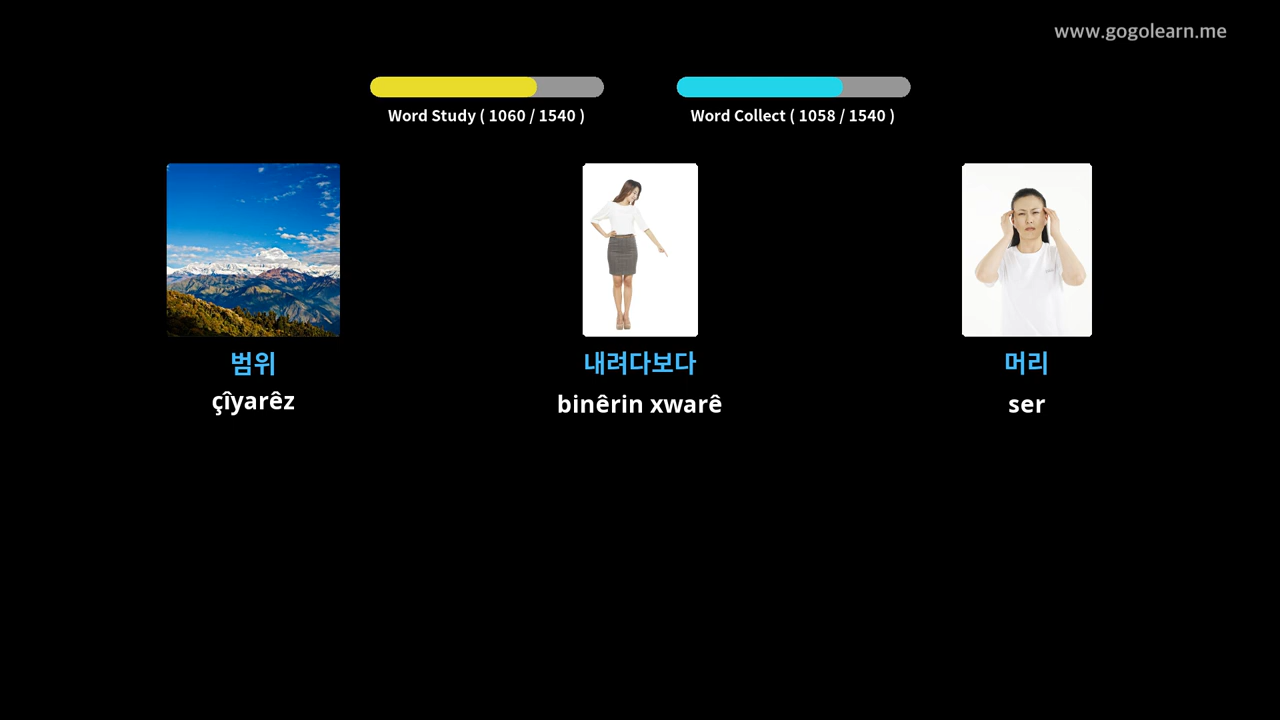 www.gogolearn.me
Word Study ( 1060 / 1540 )
Word Collect ( 1058 / 1540 )
범위
çîyarêz
내려다보다
binêrin xwarê
머리
ser